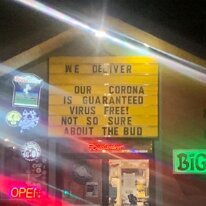 WE DELIVER
OUR CORONA
IS GUARANTEED
VIRUS FREE!
NOT SO SURE
ABOUT THE BUD
BiG
OPEN